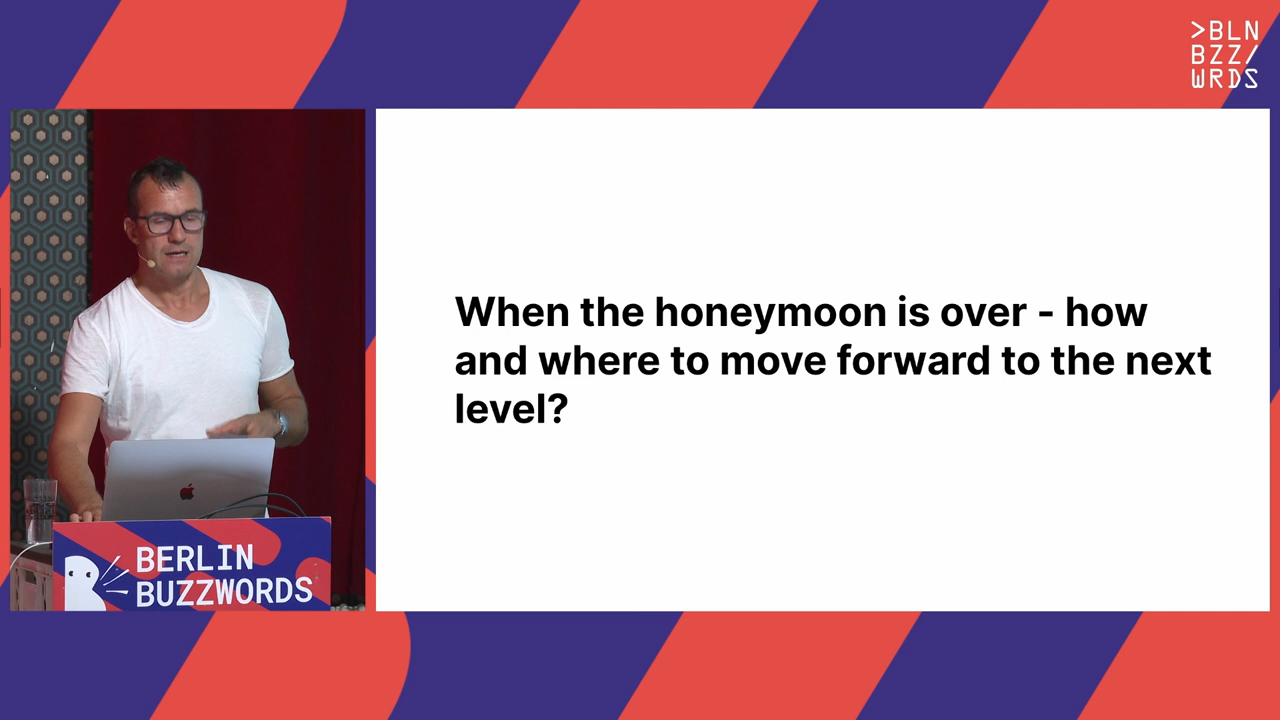 >BLN
BZZ/
WRDS
When the honeymoon is over - how
and where to move forward to the next
level?
BERLIN
BUZZWORDS